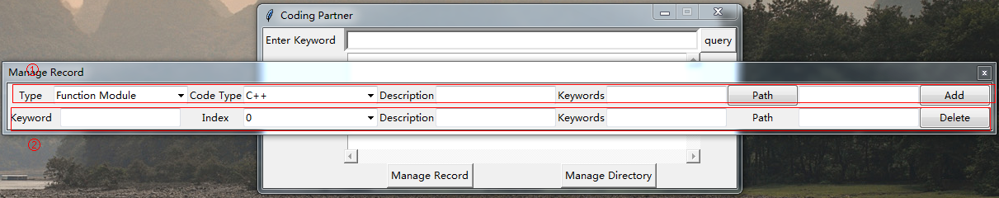 Coding Partner
Enter Keyword query
①
Manage Record x
Type Function Module Code Type C++ Description Keywords Path Add
Keyword Index 0 Description Keywords Path Delete
②
Manage Record Manage Directory